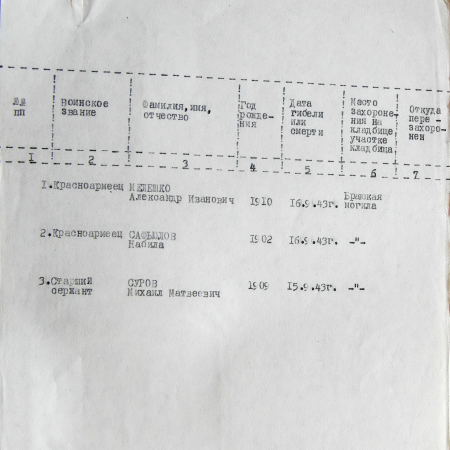 №№ пп Воинское звание Фамилия, имя, отчество Год рожде- ния Дата гибели или смерти Место захороне- ния на кладбище, участке кладбища Откуда пере- захоро- нен
1 2 3 4 5 6 7
1. Красноармеец МЕЛЕШКО Александр Иванович 1910 16.9.43г. Братская могила
2. Красноармеец Набила 1902 16.9.43г. -"-
3. Старший сержант СУРОВ Михаил Матвеевич 1909 15.9.43г. -"-